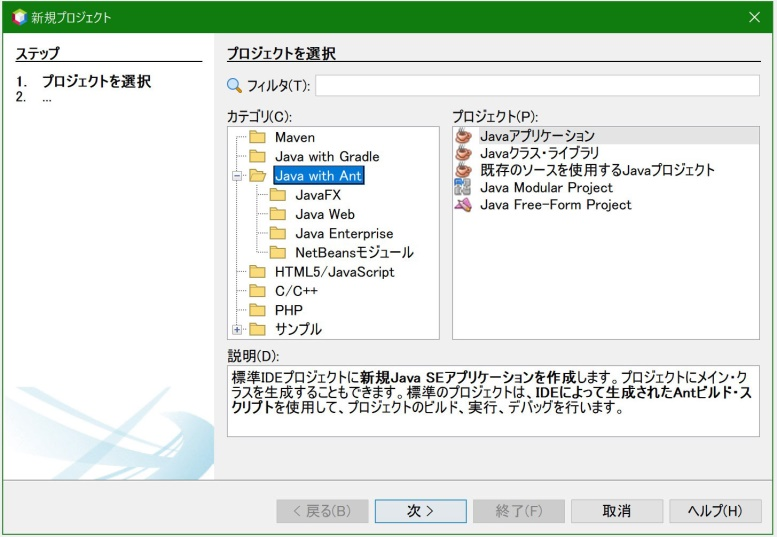 新規プロジェクト
ステップ
1. プロジェクトを選択
2. ...
プロジェクトを選択
フィルタ(T):
カテゴリ(C):
Maven
Java with Gradle
Java with Ant
JavaFX
Java Web
Java Enterprise
NetBeansモジュール
HTML5/JavaScript
C/C++
PHP
サンプル
プロジェクト(P):
Javaアプリケーション
Javaクラス・ライブラリ
既存のソースを使用するJavaプロジェクト
Java Modular Project
Java Free-Form Project
説明(D):
標準IDEプロジェクトに新規Java SEアプリケーションを作成します。プロジェクトにメイン・ク
ラスを生成することもできます。標準のプロジェクトは、IDEによって生成されたAntビルド・ス
クリプトを使用して、プロジェクトのビルド、実行、デバッグを行います。
< 戻る(B)
次 >
終了(F)
取消
ヘルプ(H)